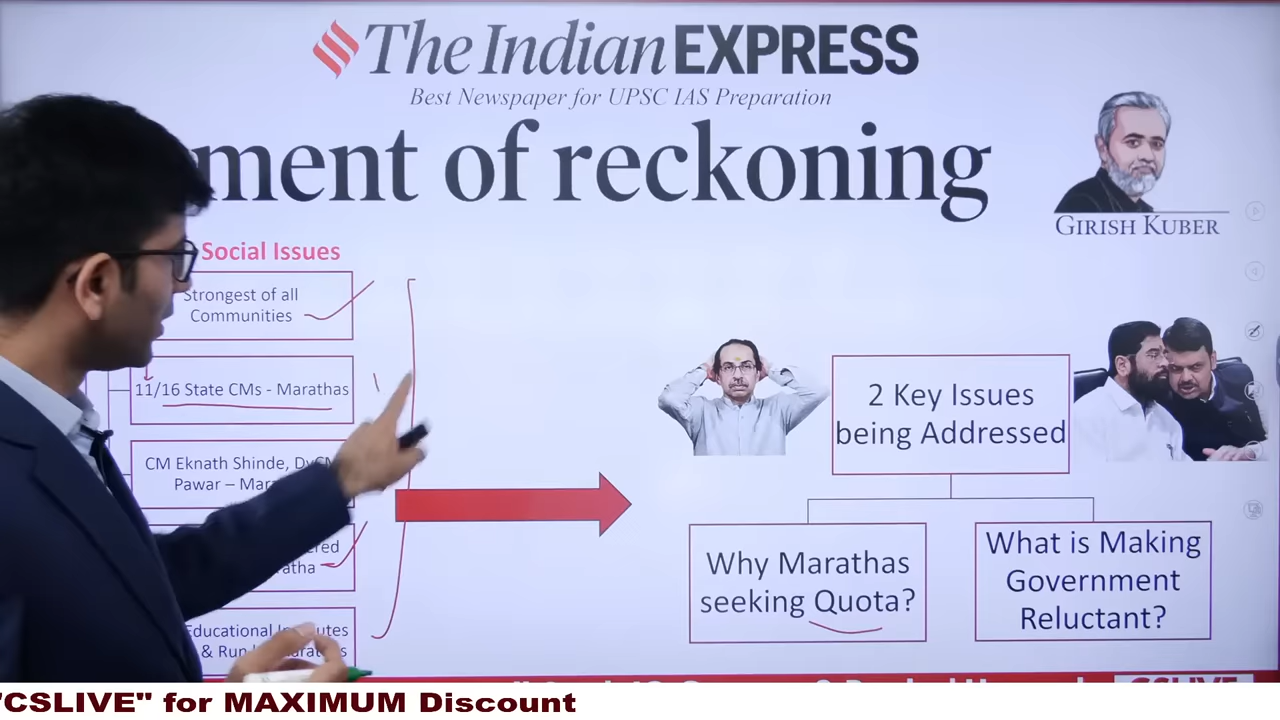 The Indian EXPRESS
Best Newspaper for UPSC IAS Preparation
ment of reckoning
GIRISH KUBER
Social Issues
Strongest of all
Communities
11/16 State CMs - Marathas
CM Eknath Shinde, DyCM
Pawar –
Educational
& Run
2 Key Issues
being Addressed
Why Marathas
seeking Quota?
What is Making
Government
Reluctant?
"CSLIVE" for MAXIMUM Discount